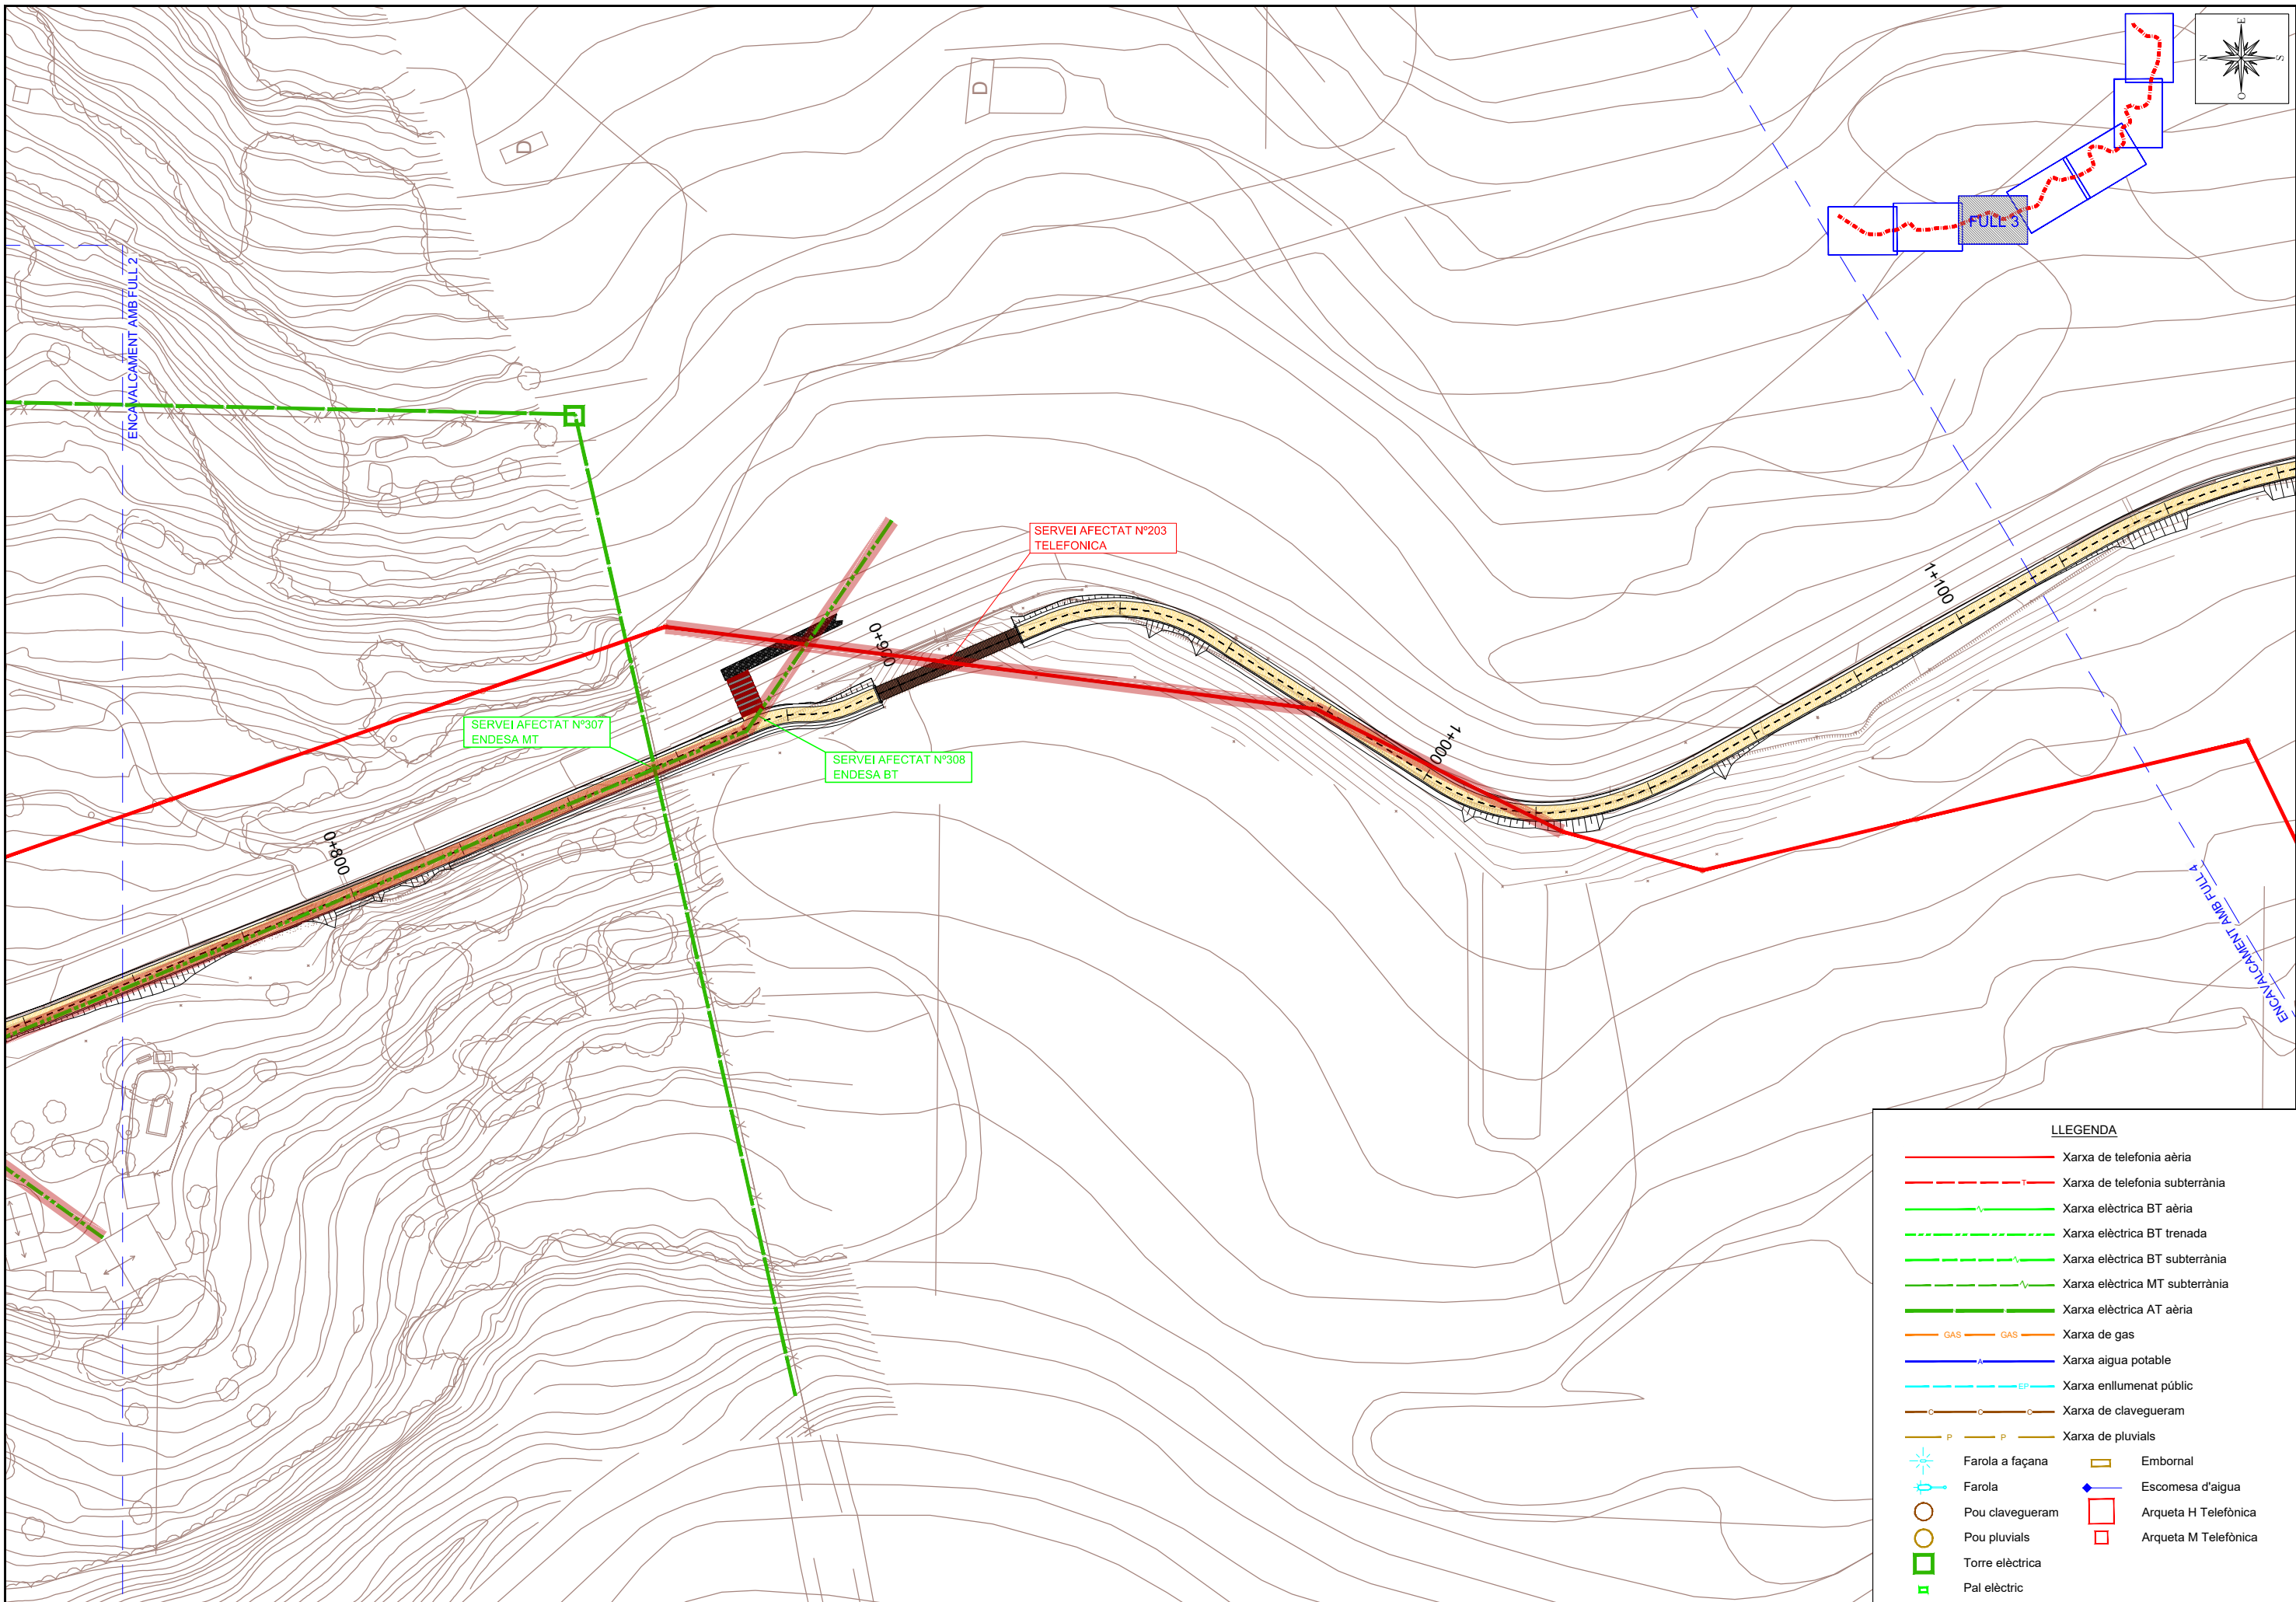 E
N
S
O
FULL 3
D
D
ENCAVALCAMENT AMB FULL 2
SERVEI AFECTAT Nº203
TELEFONICA
0+900
1+100
SERVEI AFECTAT Nº307
ENDESA MT
SERVEI AFECTAT Nº308
ENDESA BT
1+000
0+800
ENCAVALCAMENT AMB FULL 4
LLEGENDA
Xarxa de telefonia aèria
T Xarxa de telefonia subterrània
Xarxa elèctrica BT aèria
Xarxa elèctrica BT trenada
Xarxa elèctrica BT subterrània
Xarxa elèctrica MT subterrània
Xarxa elèctrica AT aèria
GAS GAS Xarxa de gas
A Xarxa aigua potable
EP Xarxa enllumenat públic
C C C Xarxa de clavegueram
P P Xarxa de pluvials
Farola a façana Embornal
Farola Escomesa d'aigua
Pou clavegueram Arqueta H Telefònica
Pou pluvials Arqueta M Telefònica
Torre elèctrica
Pal elèctric